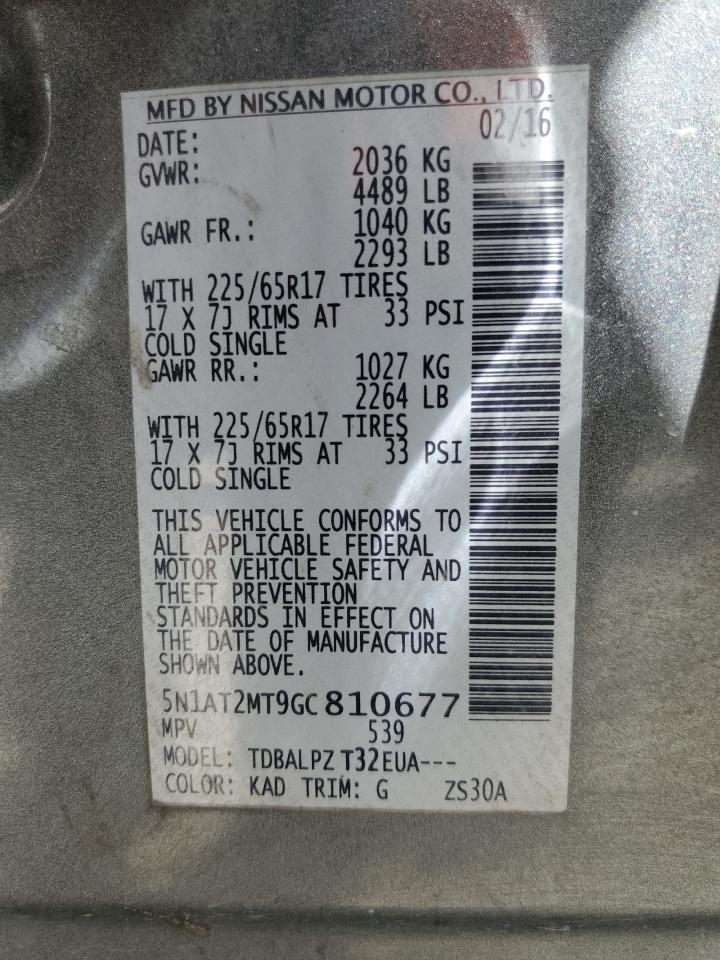 MFD BY NISSAN MOTOR CO., LTD.
DATE: 02/16
GVWR: 2036 KG
4489 LB
GAWR FR.: 1040 KG
2293 LB
WITH 225/65R17 TIRES
17 X 7J RIMS AT 33 PSI
COLD SINGLE
GAWR RR.: 1027 KG
2264 LB
WITH 225/65R17 TIRES
17 X 7J RIMS AT 33 PSI
COLD SINGLE
THIS VEHICLE CONFORMS TO
ALL APPLICABLE FEDERAL
MOTOR VEHICLE SAFETY AND
THEFT PREVENTION
STANDARDS IN EFFECT ON
THE DATE OF MANUFACTURE
SHOWN ABOVE.
5N1AT2MT9GC810677
MPV 539
MODEL: TDBALPZ T32EUA---
COLOR: KAD TRIM: G ZS30A